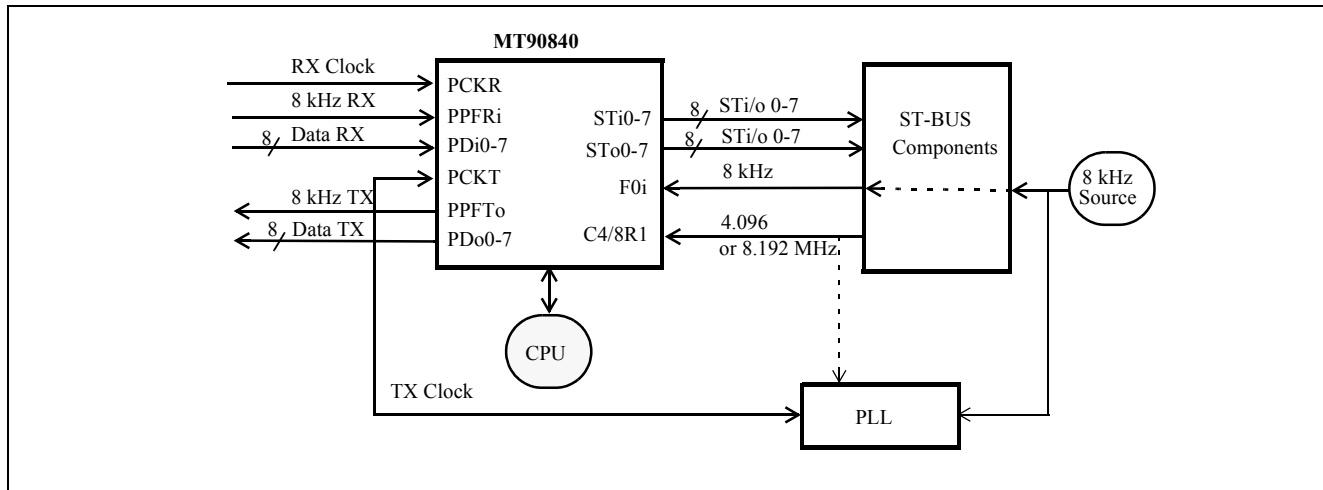 MT90840
RX Clock
8 kHz RX
8 Data RX
8 kHz TX
8 Data TX
PCKR
PPFRi
PDi0-7
PCKT
PPFTo
PDo0-7
STi0-7
STo0-7
F0i
C4/8R1
8 STi/o 0-7
8 STi/o 0-7
8 kHz
4.096
or 8.192 MHz
ST-BUS
Components
8 kHz
Source
CPU
TX Clock
PLL